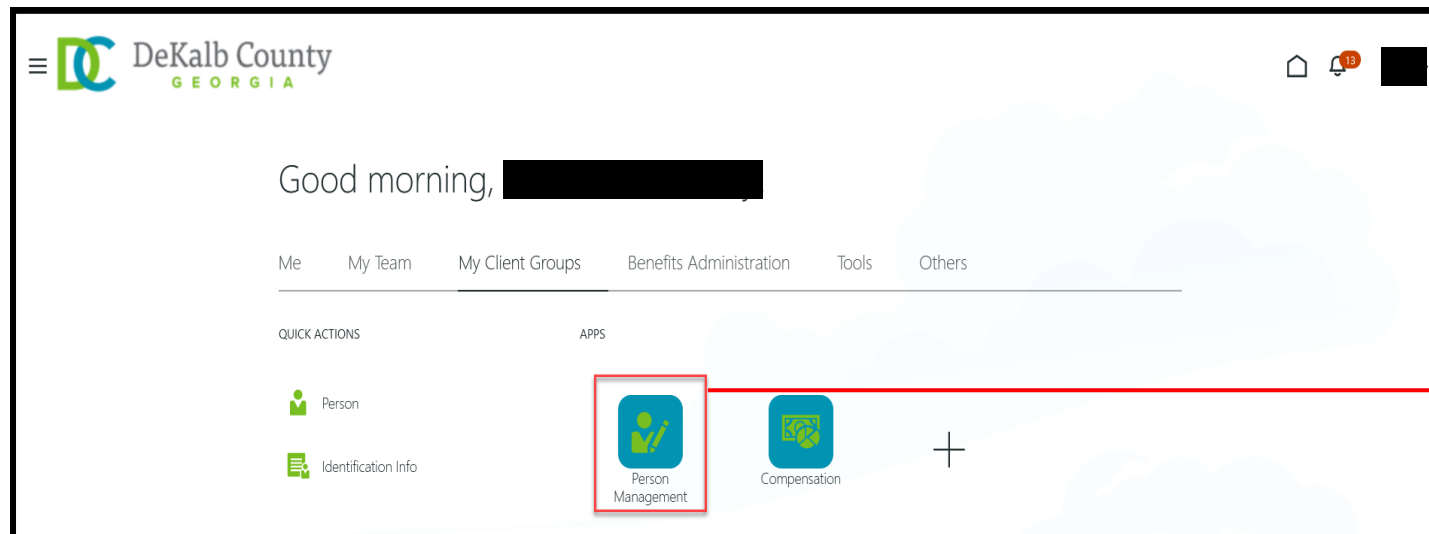 DeKalb County
GEORGIA
13
Good morning,
Me My Team My Client Groups Benefits Administration Tools Others
QUICK ACTIONS APPS
Person
Identification Info
Person
Management
Compensation